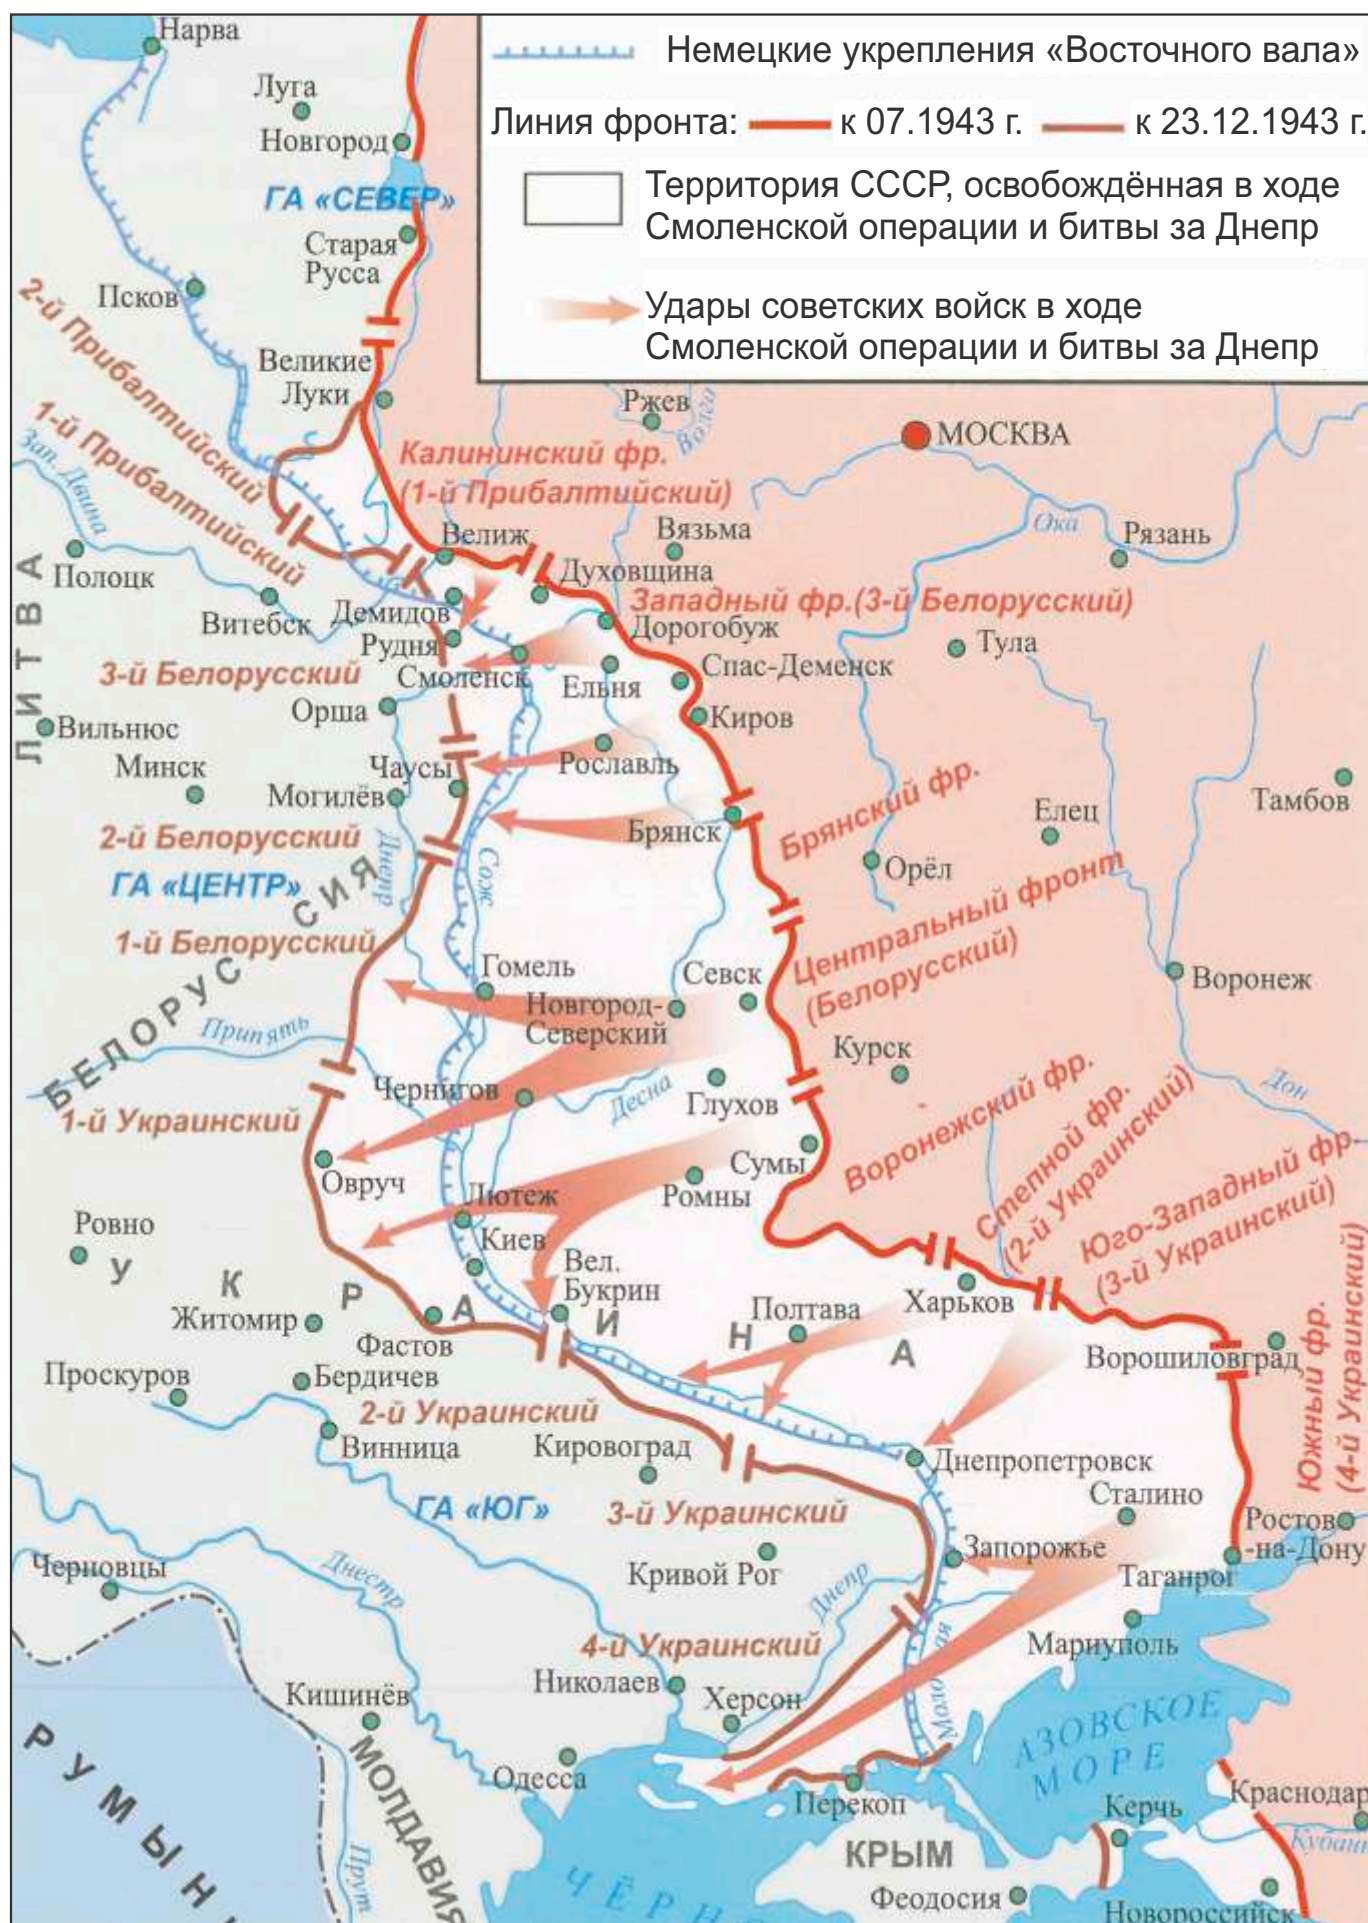 Немецкие укрепления «Восточного вала»
Линия фронта: к 07.1943 г. к 23.12.1943 г.
Территория СССР, освобождённая в ходе
Смоленской операции и битвы за Днепр
Удары советских войск в ходе
Смоленской операции и битвы за Днепр
Нарва
Луга
Новгород
ГА «СЕВЕР»
Старая
Русса
Псков
2-й Прибалтийский
Великие
Луки
1-й Прибалтийский
Зап. Двина
Ржев
Волга
МОСКВА
Калининский фр.
(1-й Прибалтийский)
Ока
Рязань
Велиж
Вязьма
Полоцк
Духовщина
Витебск
Демидов
Западный фр.(3-й Белорусский)
Рудня
Дорогобуж
Тула
ЛИТВА
3-й Белорусский
Смоленск
Ельня
Спас-Деменск
Орша
Киров
Вильнюс
Минск
Чаусы
Рославль
Могилёв
Брянский фр.
Тамбов
Елец
2-й Белорусский
Днепр
Брянск
Сож
Орёл
ГА «ЦЕНТР»
БЕЛОРУССИЯ
1-й Белорусский
Центральный фронт
(Белорусский)
Гомель
Севск
Воронеж
Новгород-
Северский
Припять
Курск
Чернигов
Десна
Глухов
Дон
1-й Украинский
Воронежский фр.
Степной фр.
(2-й Украинский)
Юго-Западный фр.
(3-й Украинский)
Сумы
Овруч
Лютеж
Ромны
Ровно
Киев
УКРАИНА
Вел.
Букрин
Житомир
Полтава
Харьков
Фастов
Ворошиловград
Южный фр.
(4-й Украинский)
Проскуров
Бердичев
2-й Украинский
Винница
Кировоград
Днепропетровск
Сталино
ГА «ЮГ»
3-й Украинский
Ростов-
-на-Дону
Запорожье
Таганрог
Черновцы
Днестр
Кривой Рог
Днепр
Мариуполь
4-й Украинский
Николаев
Херсон
Молочная
Кишинёв
АЗОВСКОЕ
МОРЕ
МОЛДАВИЯ
Одесса
Перекоп
Керчь
Краснодар
Кубань
КРЫМ
Феодосия
Новороссийск
Прут
РУМЫН
ЧЁРНО